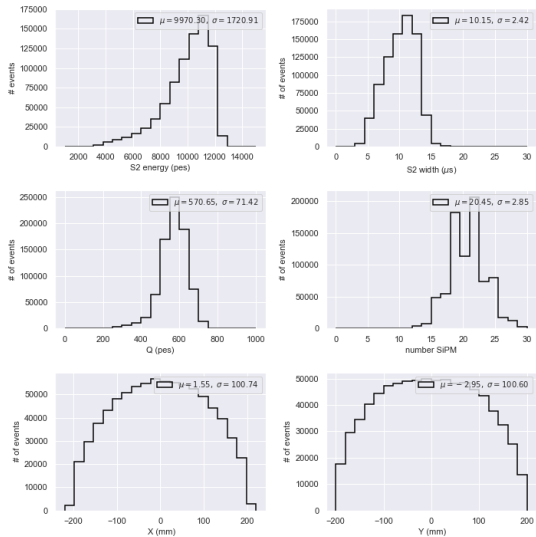 175000
150000
125000
100000
75000
50000
25000
0
# events
μ = 9970.30, σ = 1720.91
2000 4000 6000 8000 10000 12000 14000
S2 energy (pes)
175000
150000
125000
100000
75000
50000
25000
0
# of events
μ = 10.15, σ = 2.42
0 5 10 15 20 25 30
S2 width (μs)
250000
200000
150000
100000
50000
0
# of events
μ = 570.65, σ = 71.42
0 200 400 600 800 1000
Q (pes)
200000
150000
100000
50000
0
# of events
μ = 20.45, σ = 2.85
0 5 10 15 20 25 30
number SiPM
50000
40000
30000
20000
10000
0
# of events
μ = 1.55, σ = 100.74
−200 −100 0 100 200
X (mm)
50000
40000
30000
20000
10000
0
# of events
μ = −2.95, σ = 100.60
−200 −100 0 100 200
Y (mm)